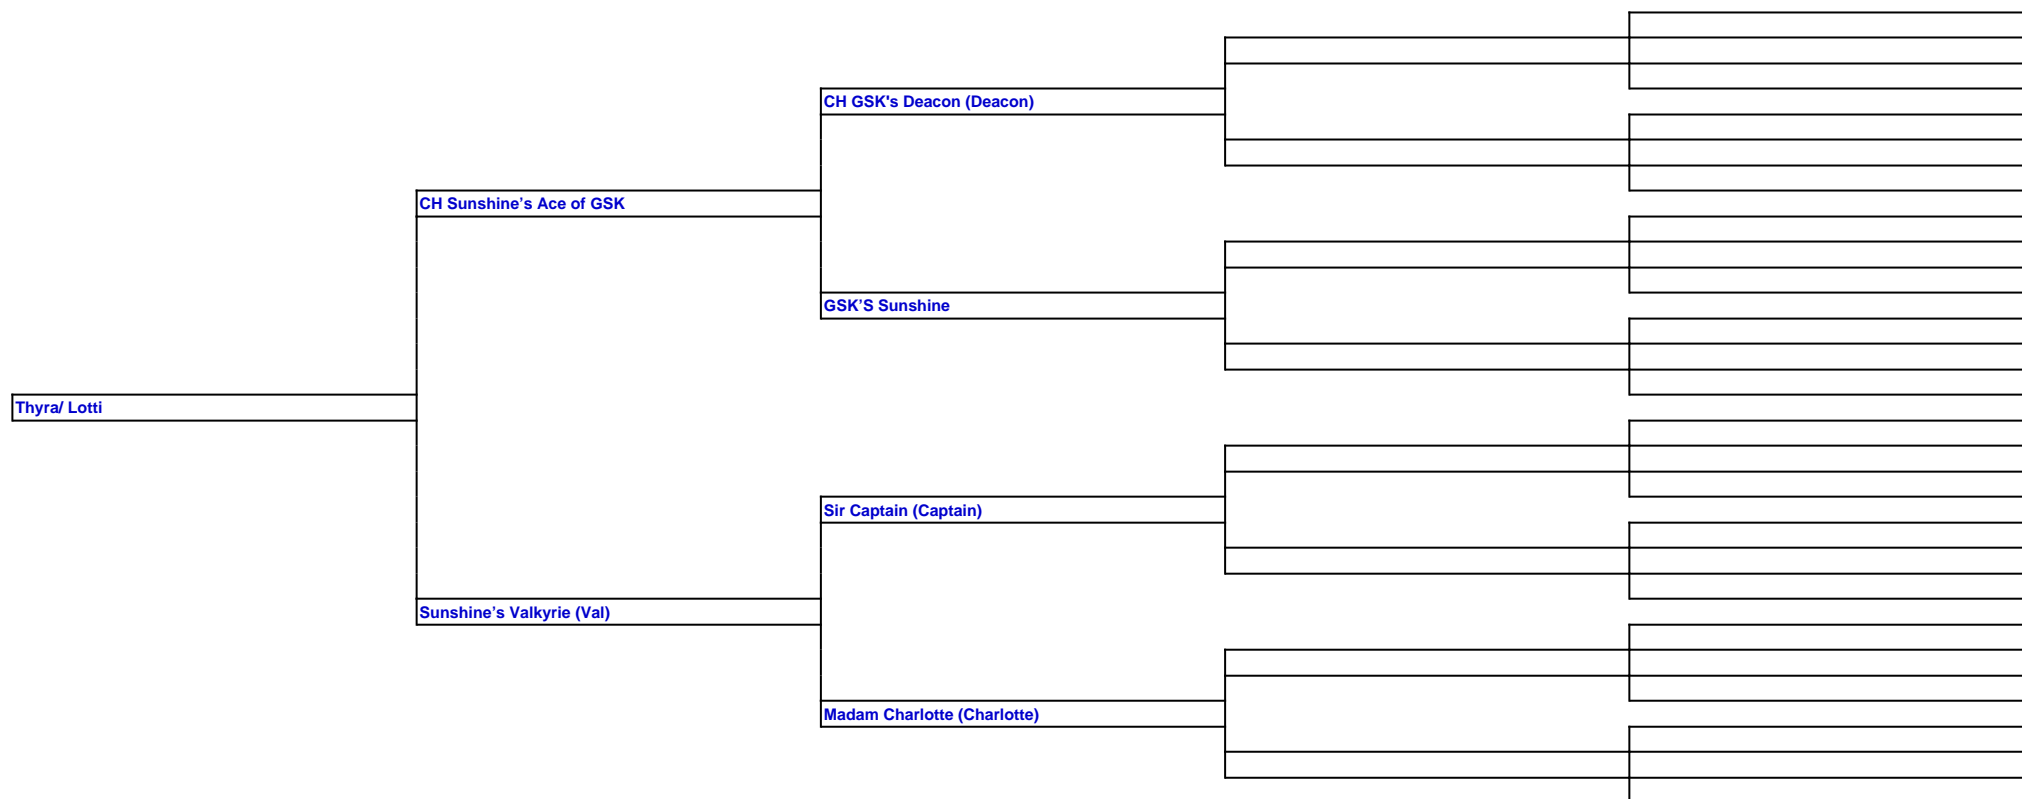 CH GSK's Deacon (Deacon)
CH Sunshine’s Ace of GSK
GSK’S Sunshine
Thyra/ Lotti
Sir Captain (Captain)
Sunshine’s Valkyrie (Val)
Madam Charlotte (Charlotte)